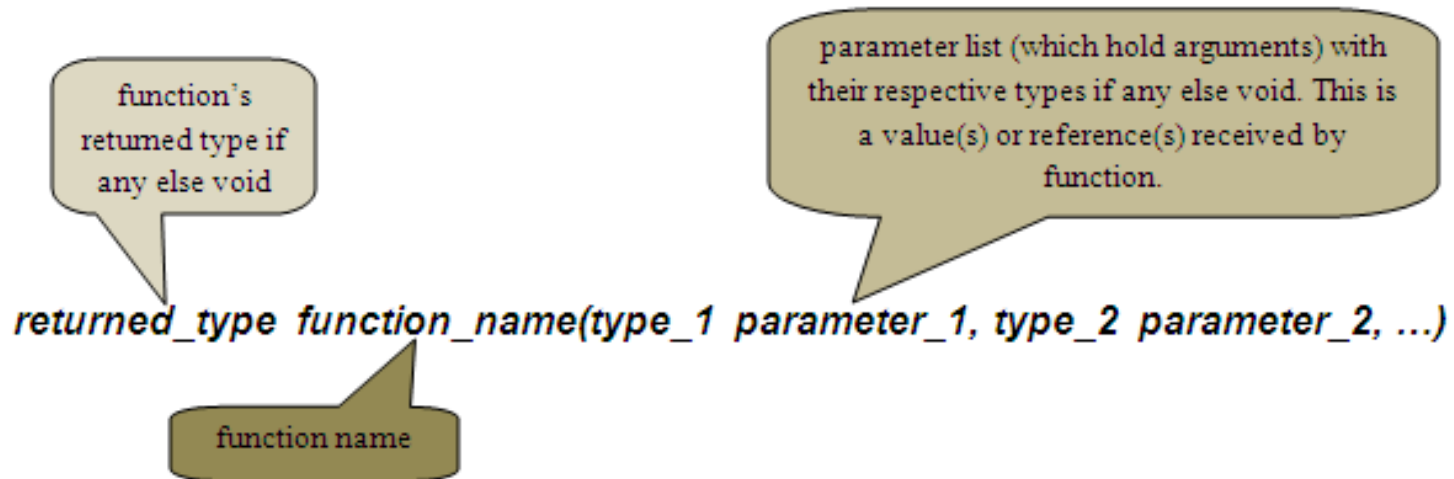 function's
returned type if
any else void
parameter list (which hold arguments) with
their respective types if any else void. This is
a value(s) or reference(s) received by
function.
returned_type function_name(type_1 parameter_1, type_2 parameter_2, ...)
function name